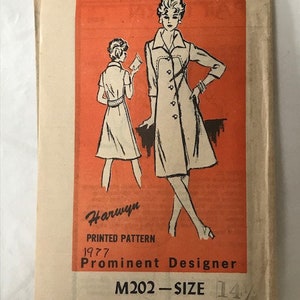 Harwyn
PRINTED PATTERN
1977
Prominent Designer
M202 — SIZE 14½